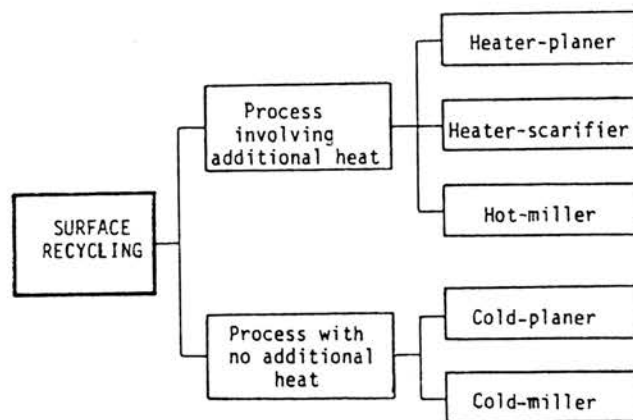 SURFACE
RECYCLING
Process
involving
additional heat
Heater-planer
Heater-scarifier
Hot-miller
Process with
no additional
heat
Cold-planer
Cold-miller